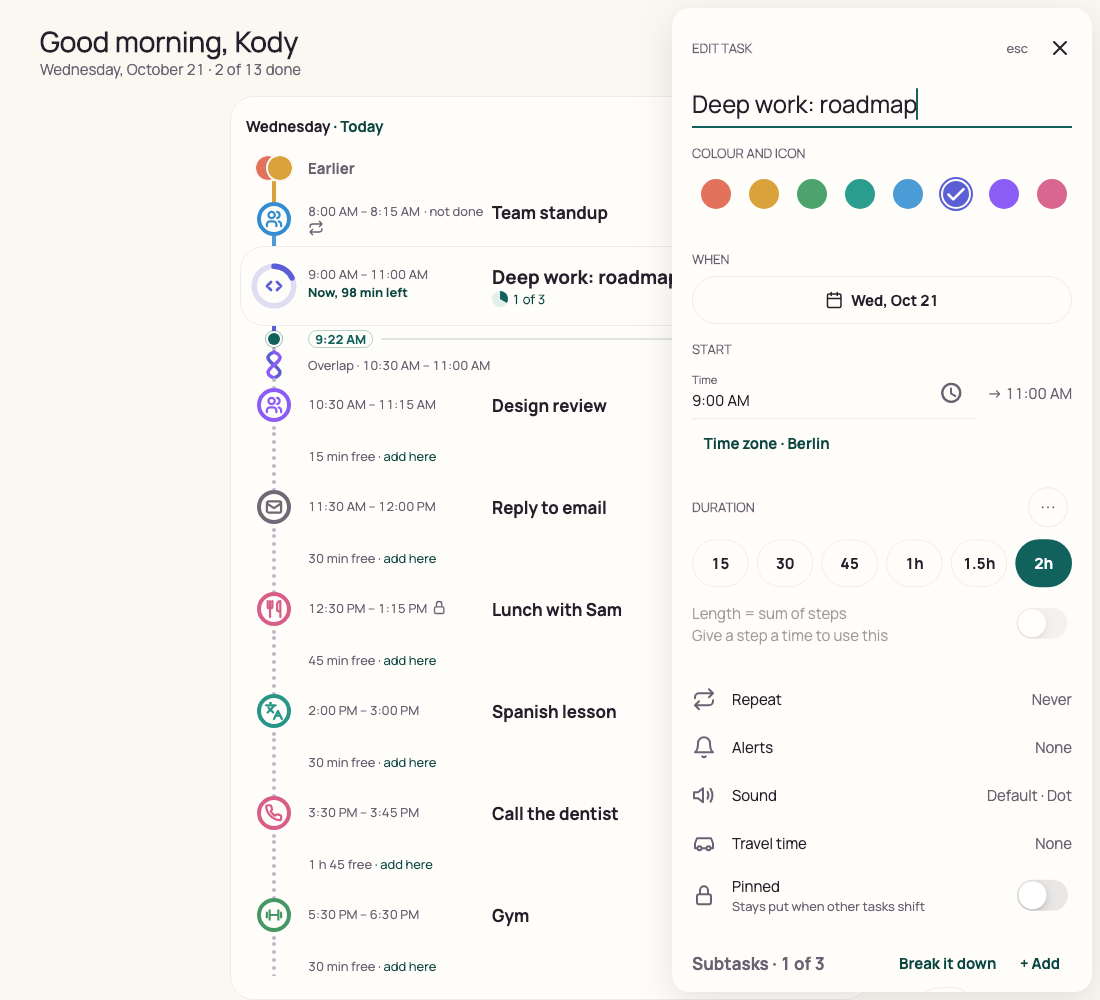 Good morning, Kody
Wednesday, October 21 · 2 of 13 done
Wednesday · Today
Earlier
8:00 AM – 8:15 AM · not done Team standup
9:00 AM – 11:00 AM Deep work: roadmap
Now, 98 min left
1 of 3
9:22 AM
Overlap · 10:30 AM – 11:00 AM
10:30 AM – 11:15 AM Design review
15 min free · add here
11:30 AM – 12:00 PM Reply to email
30 min free · add here
12:30 PM – 1:15 PM Lunch with Sam
45 min free · add here
2:00 PM – 3:00 PM Spanish lesson
30 min free · add here
3:30 PM – 3:45 PM Call the dentist
1 h 45 free · add here
5:30 PM – 6:30 PM Gym
30 min free · add here
EDIT TASK esc
Deep work: roadmap
COLOUR AND ICON
WHEN
Wed, Oct 21
START
Time
9:00 AM → 11:00 AM
Time zone · Berlin
DURATION ...
15 30 45 1h 1.5h 2h
Length = sum of steps
Give a step a time to use this
Repeat Never
Alerts None
Sound Default · Dot
Travel time None
Pinned
Stays put when other tasks shift
Subtasks · 1 of 3 Break it down + Add